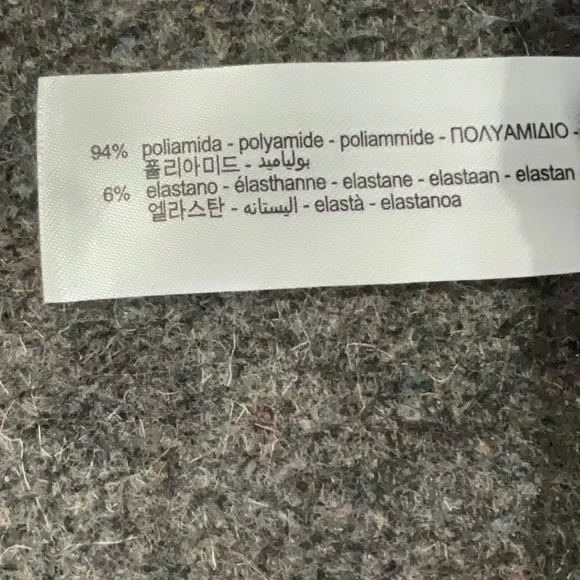 94% poliamida - polyamide - poliammide - ΠΟΛΥΑΜΙΔΙΟ -
폴리아미드 - بولياميد
6% elastano - élasthanne - elastane - elastaan - elastan
엘라스탄 - اليستانه - elastà - elastanoa